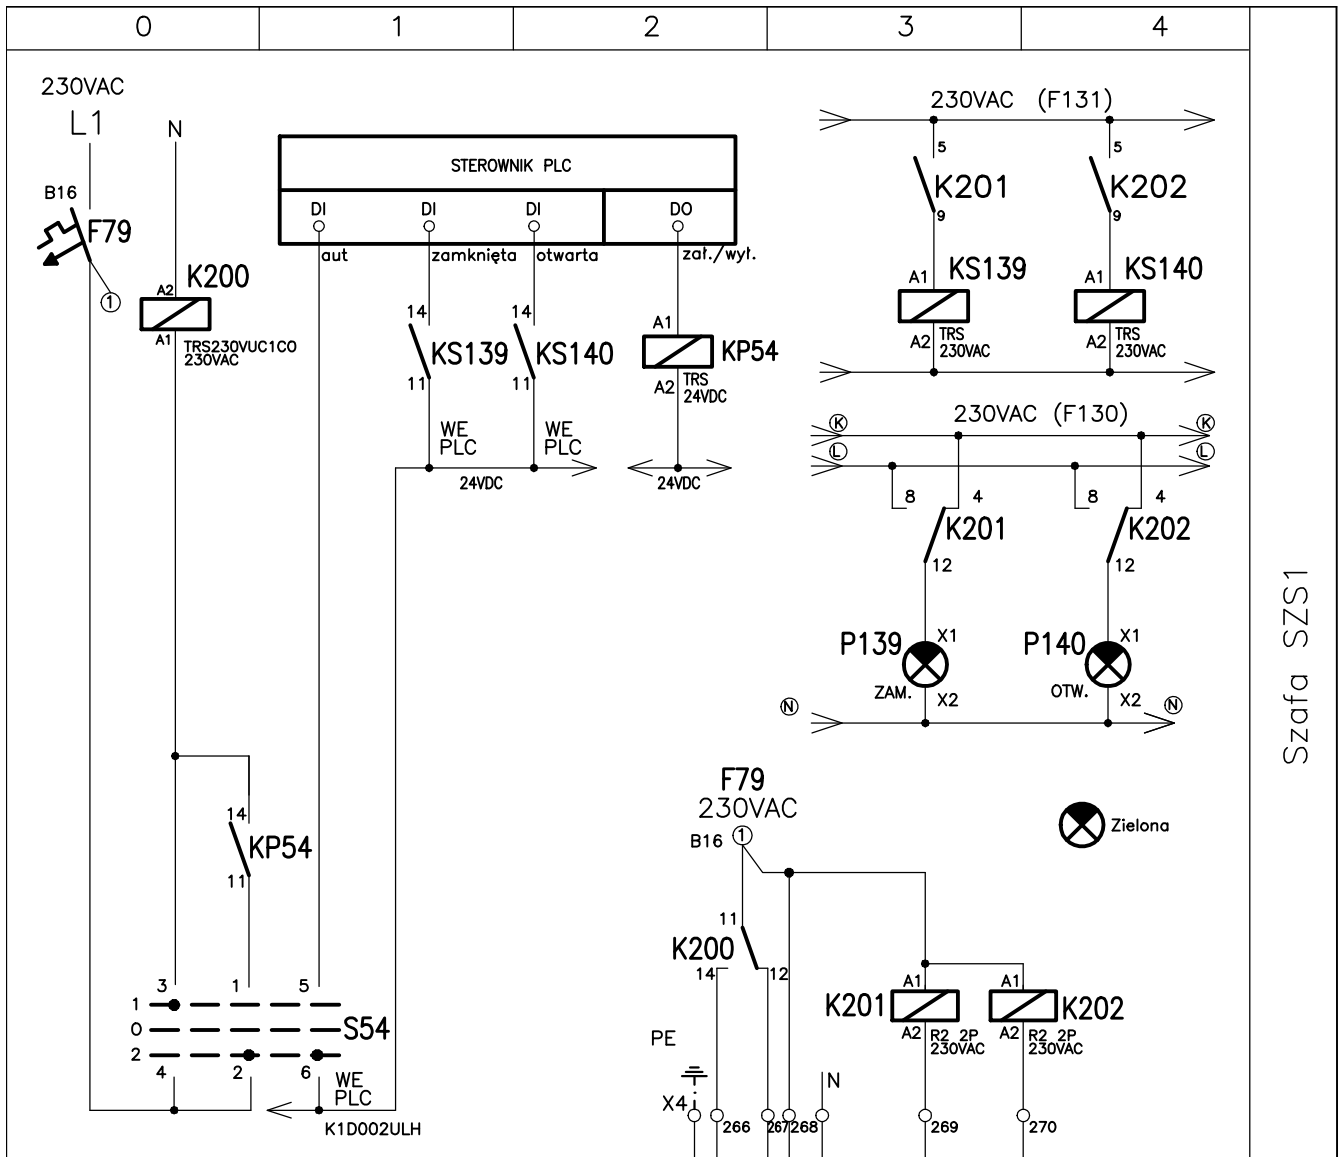 0 1 2 3 4
230VAC
L1
N
B16
F79
1
K200
A2
A1
TRS230VUC1CO
230VAC
STEROWNIK PLC
DI DI DI DO
aut zamknięta otwarta zał./wył.
14 14
KS139 KS140
11 11
WE
PLC
WE
PLC
24VDC
A1
KP54
A2
TRS
24VDC
24VDC
230VAC (F131)
5 5
K201 K202
9 9
KS139 KS140
A1 A1
A2 TRS
230VAC
A2 TRS
230VAC
230VAC (F130)
K K
L L
8 4 8 4
K201 K202
12 12
P139 X1 P140 X1
ZAM. X2 OTW. X2
N N
Zielona
Szafa SZS1
14
KP54
11
3 1 5
1
0 S54
2
4 2 6
WE
PLC
K1D002ULH
F79
230VAC
B16 1
11
K200
14 12
A1 A1
K201 K202
A2 R2 2P
230VAC
A2 R2 2P
230VAC
PE
N
X4
266 267 268 269 270